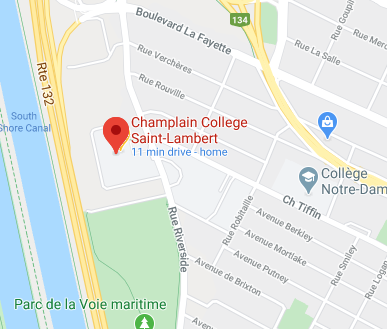 Boulevard La Fayette
134
Rue Goupil
Rue Merc
Rue La Salle
Rue Verchères
Rue Rouville
Rte 132
South
Shore Canal
Champlain College
Saint-Lambert
11 min drive - home
Collège
Notre-Dam
Ch Tiffin
Rue Riverside
Rue Robitaille
Avenue Berkley
Avenue Mortlake
Avenue Putney
Avenue de Brixton
Rue Smiley
Rue Logan
Parc de la Voie maritime